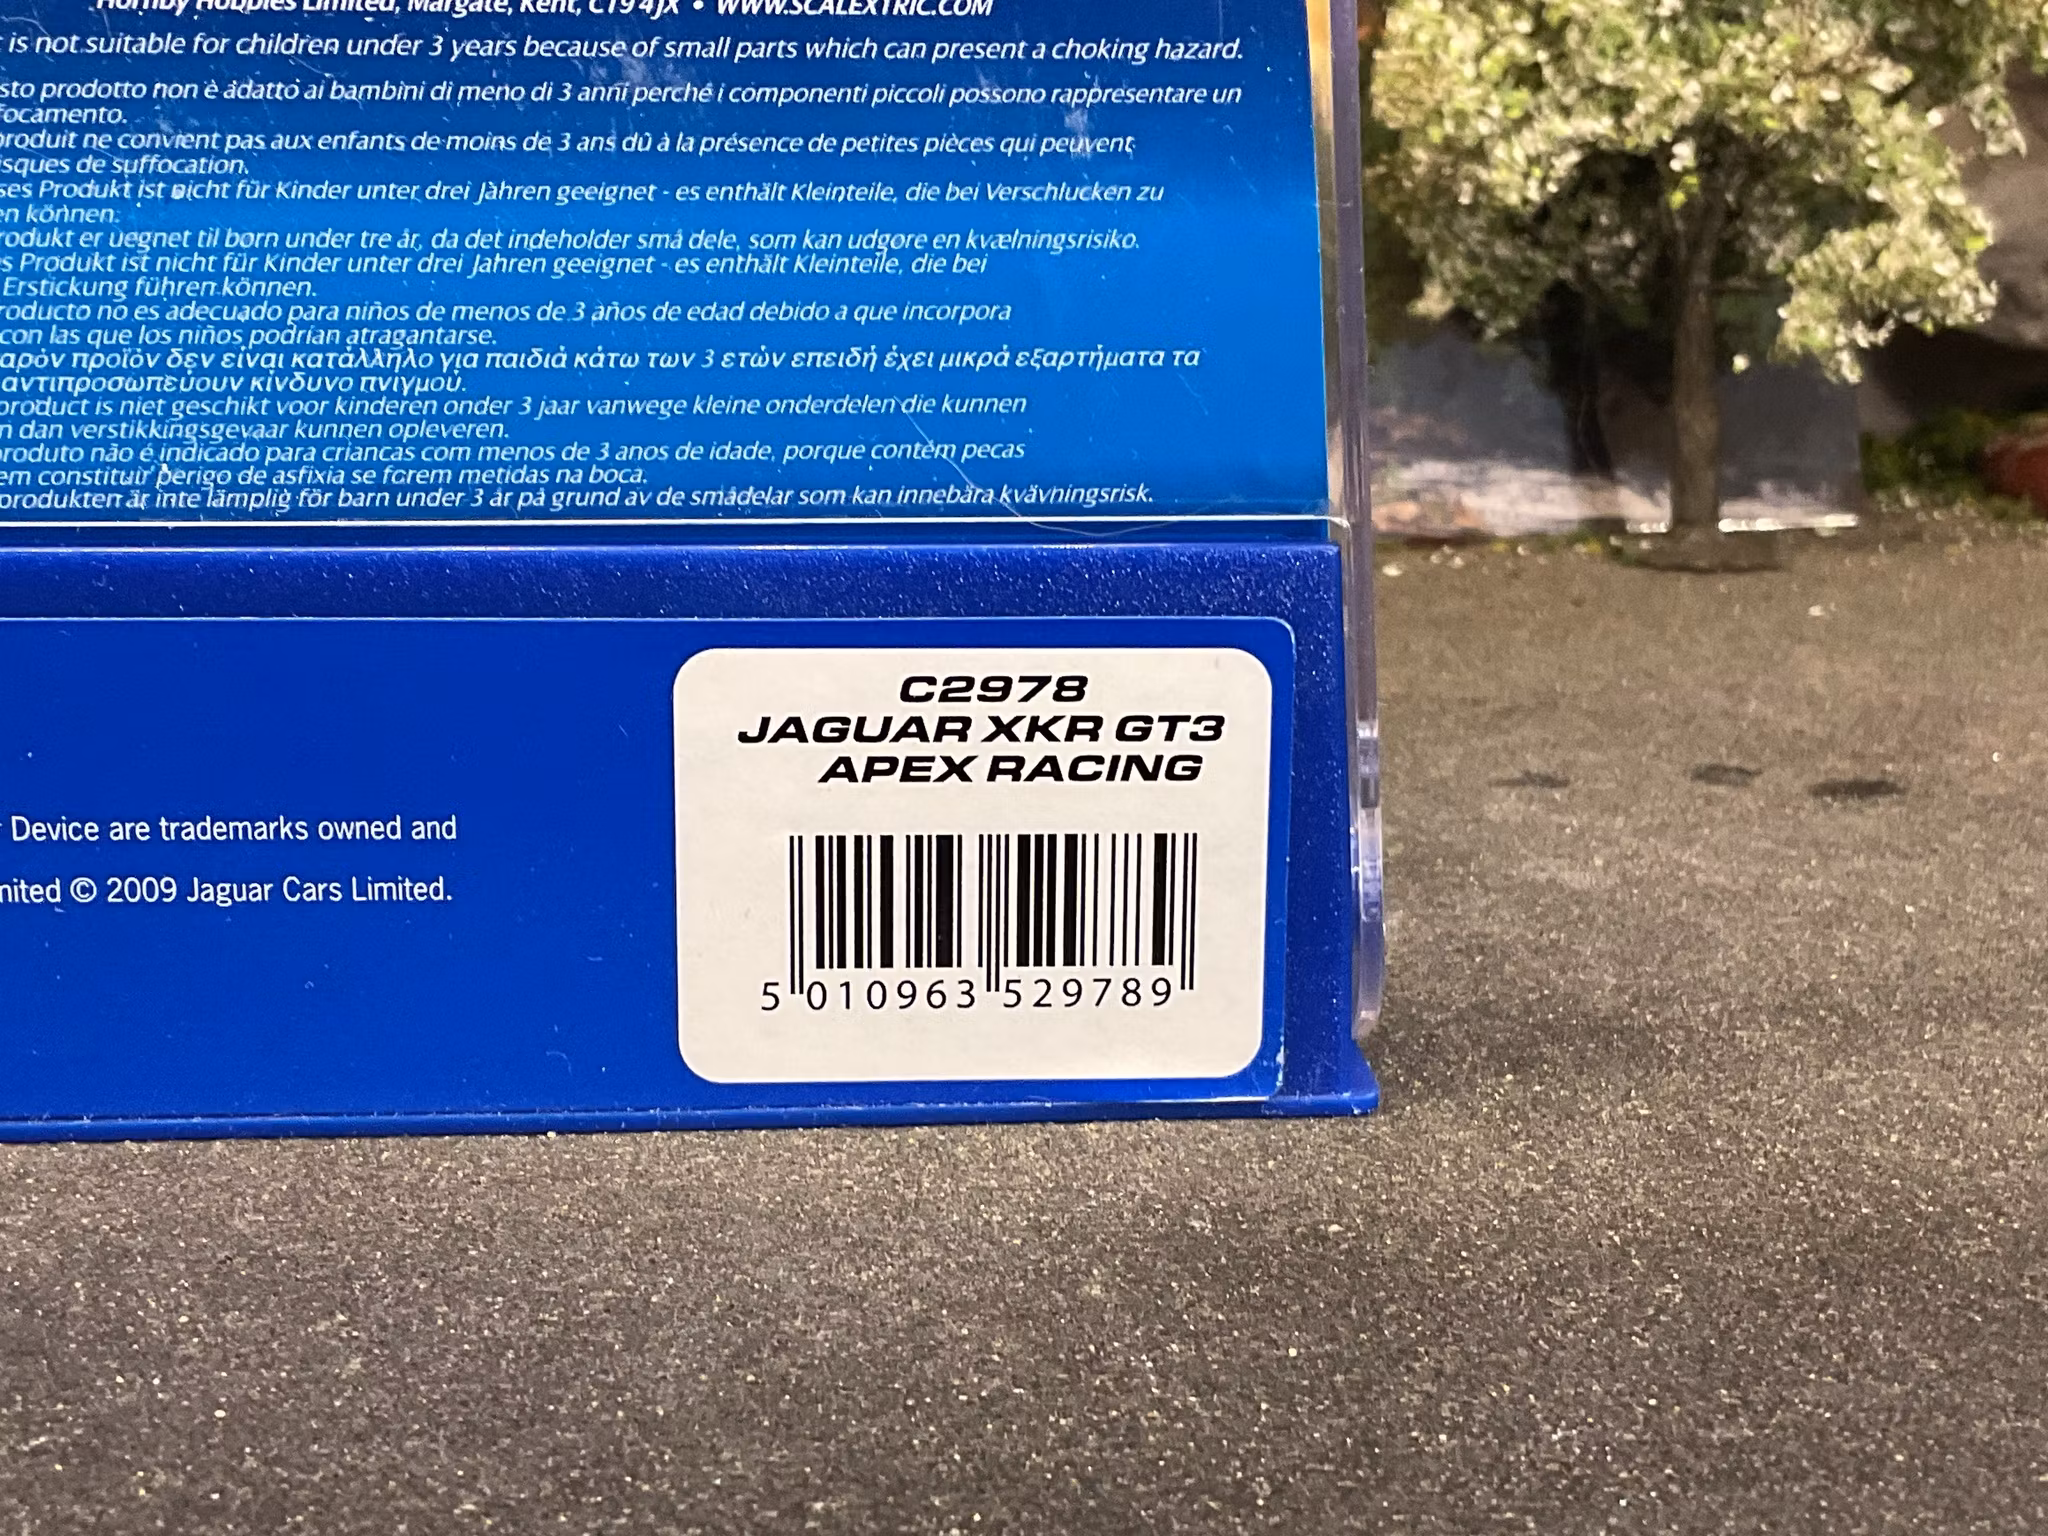 Hornby Hobbies Limited, Margate, Kent, CT9 4JX • WWW.SCALEXTRIC.COM
is not suitable for children under 3 years because of small parts which can present a choking hazard.
sto prodotto non è adatto ai bambini di meno di 3 anni perché i componenti piccoli possono rappresentare un
focamento.
produit ne convient pas aux enfants de moins de 3 ans dû à la présence de petites pièces qui peuvent
isques de suffocation.
ses Produkt ist nicht für Kinder unter drei Jahren geeignet - es enthält Kleinteile, die bei Verschlucken zu
en können.
rodukt er uegnet til børn under tre år, da det indeholder små dele, som kan udgøre en kvælningsrisiko.
s Produkt ist nicht für Kinder unter drei Jahren geeignet - es enthält Kleinteile, die bei
Erstickung führen können.
roducto no es adecuado para niños de menos de 3 años de edad debido a que incorpora
con las que los niños podrían atragantarse.
αρόν προϊόν δεν είναι κατάλληλο για παιδιά κάτω των 3 ετών επειδή έχει μικρά εξαρτήματα τα
αντιπροσωπεύουν κίνδυνο πνιγμού.
product is niet geschikt voor kinderen onder 3 jaar vanwege kleine onderdelen die kunnen
n dan verstikkingsgevaar kunnen opleveren.
produto não é indicado para criancas com menos de 3 anos de idade, porque contém pecas
em constituir perigo de asfixia se forem metidas na boca.
produkten är inte lämplig för barn under 3 år på grund av de smådelar som kan innebära kvävningsrisk.
C2978
JAGUAR XKR GT3
APEX RACING
Device are trademarks owned and
mited © 2009 Jaguar Cars Limited.
5 010963 529789